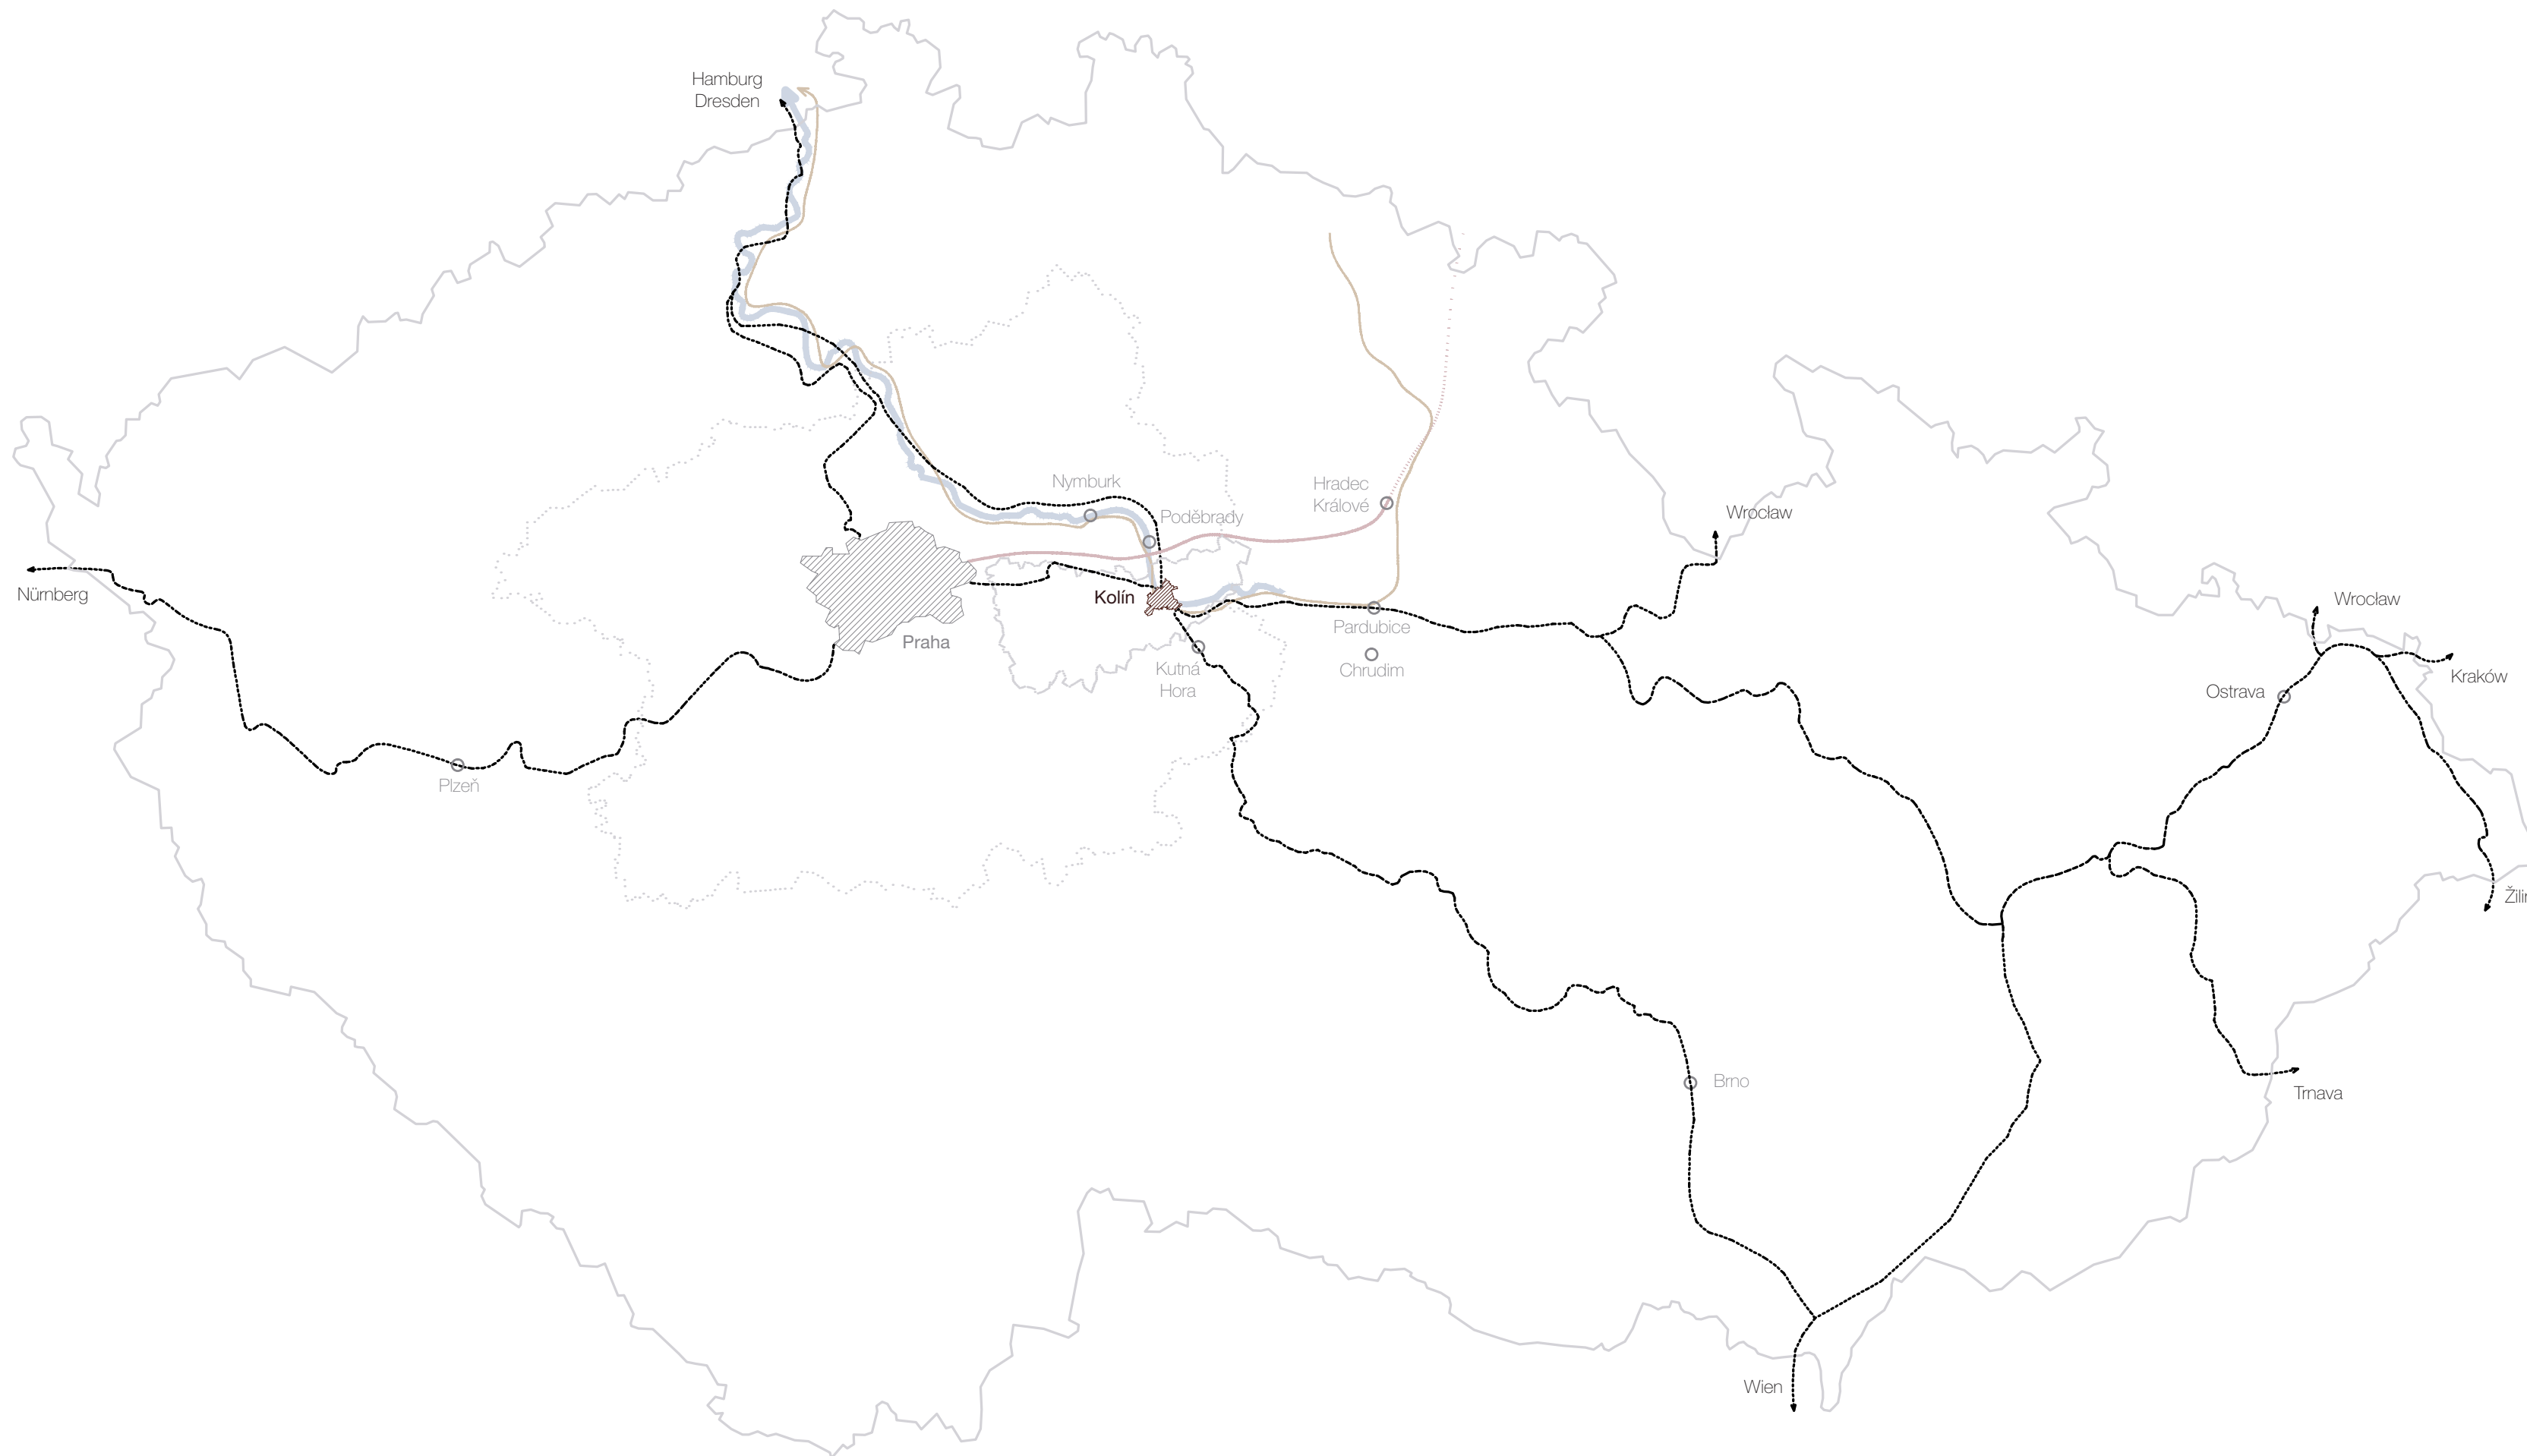 Hamburg
Dresden
Nymburk
Poděbrady
Hradec
Králové
Wrocław
Nürnberg
Kolín
Praha
Pardubice
Chrudim
Kutná
Hora
Wrocław
Kraków
Ostrava
Plzeň
Žilin
Brno
Trnava
Wien